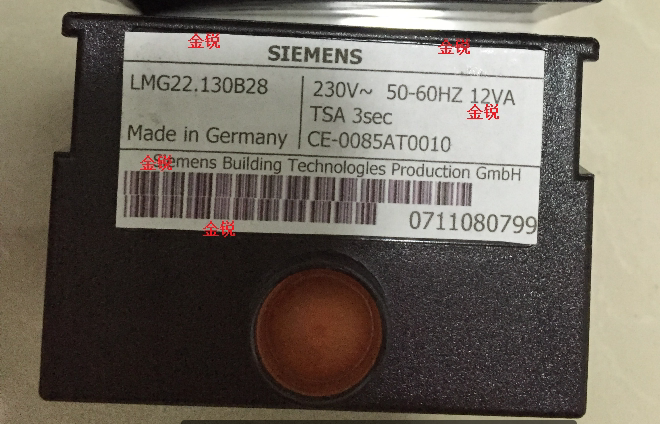 金锐
金锐
SIEMENS
LMG22.130B28
230V~ 50-60HZ 12VA
金锐
TSA 3sec
Made in Germany
CE-0085AT0010
金锐
Siemens Building Technologies Production GmbH
0711080799
金锐